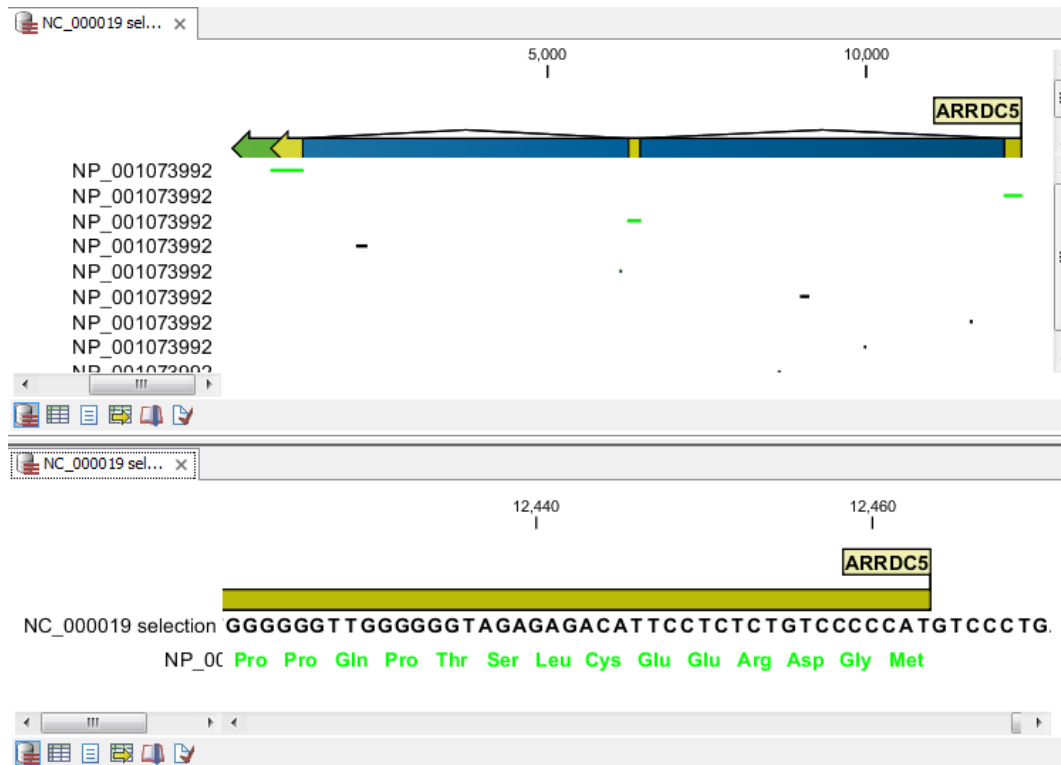 NC_000019 sel...
5,000 10,000
ARRDC5
NP_001073992
NP_001073992
NP_001073992
NP_001073992
NP_001073992
NP_001073992
NP_001073992
NP_001073992
NP_001073992
NC_000019 sel...
12,440 12,460
ARRDC5
NC_000019 selection GGGGGGTTGGGGGGTAGAGAGACATTCCTCTCTGTCCCCCATGTCCCTG
NP_00 Pro Pro Gln Pro Thr Ser Leu Cys Glu Glu Arg Asp Gly Met